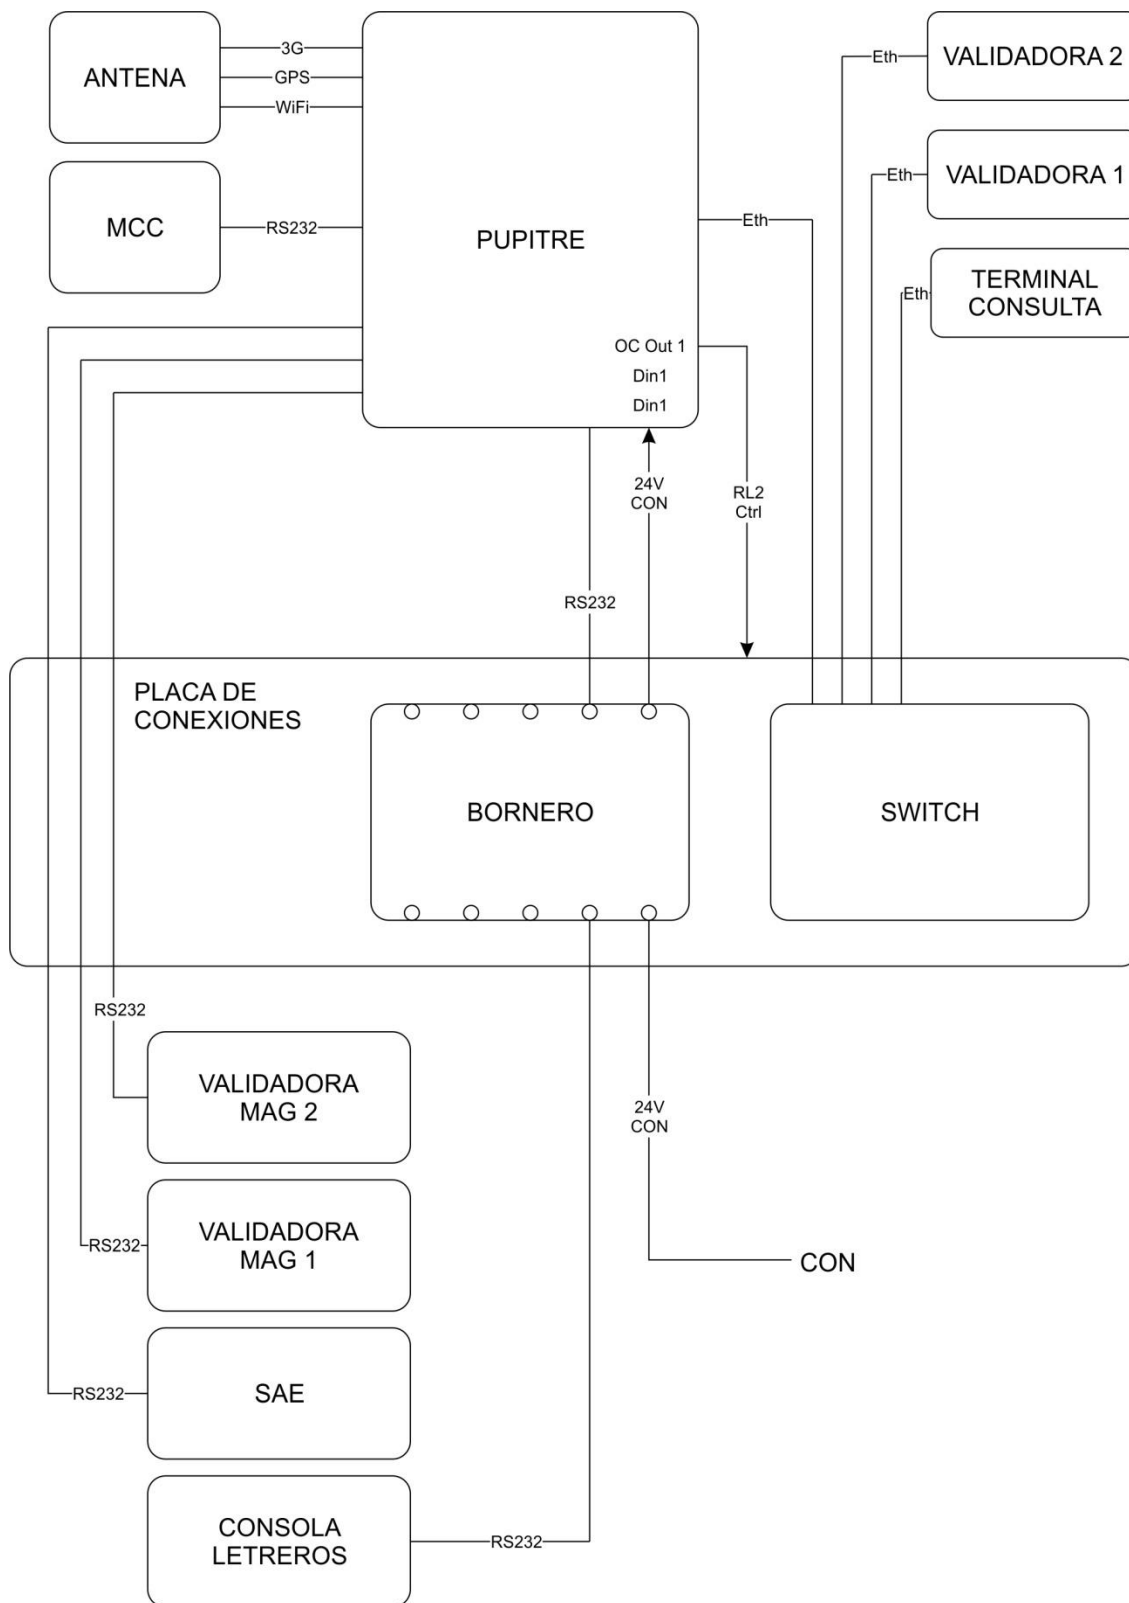 ANTENA
3G
GPS
WiFi
MCC
RS232
PUPITRE
OC Out 1
Din1
Din1
Eth
VALIDADORA 2
Eth
VALIDADORA 1
Eth
TERMINAL
CONSULTA
Eth
24V
CON
RL2
Ctrl
RS232
PLACA DE
CONEXIONES
BORNERO
SWITCH
RS232
VALIDADORA
MAG 2
24V
CON
RS232
VALIDADORA
MAG 1
CON
RS232
SAE
CONSOLA
LETREROS
RS232